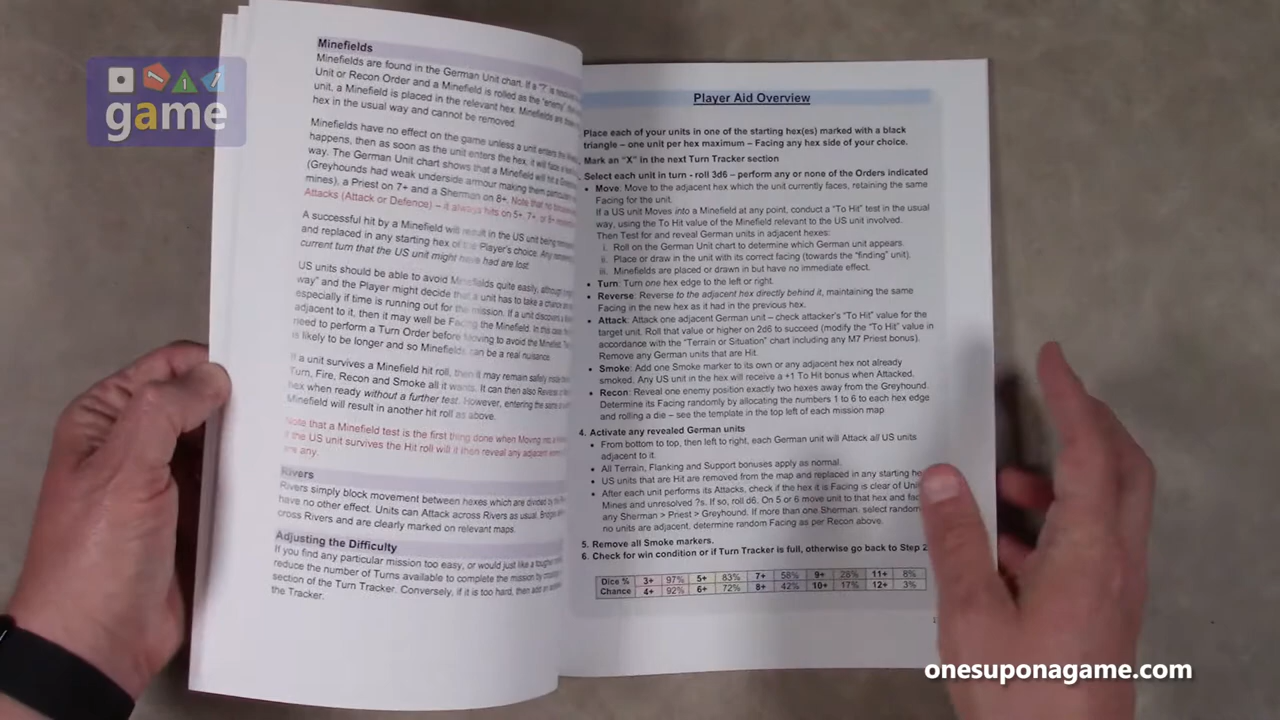 game
Minefields
Minefields are found in the German Unit chart. If a "?" is
Unit or Recon Order and a Minefield is rolled as the "enemy"
unit, a Minefield is placed in the relevant hex. Minefields are
hex in the usual way and cannot be removed.
Minefields have no effect on the game unless a unit enters the
happens, then as soon as the unit enters the hex, it will
way. The German Unit chart shows that a Minefield will hit a
(Greyhounds had weak underside armour making them
mines), a Priest on 7+ and a Sherman on 8+. Note that no
Attacks (Attack or Defence) – it always hits on 5+, 7+, or 8+
A successful hit by a Minefield will result in the US unit being
and replaced in any starting hex of the Player's choice. Any
current turn that the US unit might have had are lost.
US units should be able to avoid Minefields quite easily, although
way" and the Player might decide that a unit has to take a chance
especially if time is running out for the mission. If a unit discovers a
adjacent to it, then it may well be Facing the Minefield. In this case
need to perform a Turn Order before Moving to avoid the Minefield.
is likely to be longer and so Minefields can be a real nuisance.
If a unit survives a Minefield hit roll, then it may remain safely
Turn, Fire, Recon and Smoke all it wants. It can then also
hex when ready without a further test. However, entering the same
Minefield will result in another hit roll as above.
Note that a Minefield test is the first thing done when Moving
if the US unit survives the Hit roll will it then reveal any adjacent
are any.
Rivers
Rivers simply block movement between hexes which are divided by the
have no other effect. Units can Attack across Rivers as usual.
cross Rivers and are clearly marked on relevant maps.
Adjusting the Difficulty
If you find any particular mission too easy, or would just like a tougher
reduce the number of Turns available to complete the mission by
section of the Turn Tracker. Conversely, if it is too hard, then add
the Tracker.
Player Aid Overview
Place each of your units in one of the starting hex(es) marked with a black
triangle – one unit per hex maximum – Facing any hex side of your choice.
Mark an "X" in the next Turn Tracker section
Select each unit in turn - roll 3d6 – perform any or none of the Orders indicated
• Move: Move to the adjacent hex which the unit currently faces, retaining the same
Facing for the unit.
If a US unit Moves into a Minefield at any point, conduct a "To Hit" test in the usual
way, using the To Hit value of the Minefield relevant to the US unit involved.
Then Test for and reveal German units in adjacent hexes:
i. Roll on the German Unit chart to determine which German unit appears.
ii. Place or draw in the unit with its correct facing (towards the "finding" unit).
iii. Minefields are placed or drawn in but have no immediate effect.
• Turn: Turn one hex edge to the left or right.
• Reverse: Reverse to the adjacent hex directly behind it, maintaining the same
Facing in the new hex as it had in the previous hex.
• Attack: Attack one adjacent German unit – check attacker's "To Hit" value for the
target unit. Roll that value or higher on 2d6 to succeed (modify the "To Hit" value in
accordance with the "Terrain or Situation" chart including any M7 Priest bonus).
Remove any German units that are Hit.
• Smoke: Add one Smoke marker to its own or any adjacent hex not already
smoked. Any US unit in the hex will receive a +1 To Hit bonus when Attacked.
• Recon: Reveal one enemy position exactly two hexes away from the Greyhound.
Determine its Facing randomly by allocating the numbers 1 to 6 to each hex edge
and rolling a die – see the template in the top left of each mission map
4. Activate any revealed German units
• From bottom to top, then left to right, each German unit will Attack all US units
adjacent to it.
• All Terrain, Flanking and Support bonuses apply as normal.
• US units that are Hit are removed from the map and replaced in any starting
• After each unit performs its Attacks, check if the hex it is Facing is clear of
Mines and unresolved ?s. If so, roll d6. On 5 or 6 move unit to that hex and
any Sherman > Priest > Greyhound. If more than one Sherman, select
no units are adjacent, determine random Facing as per Recon above.
5. Remove all Smoke markers.
6. Check for win condition or if Turn Tracker is full, otherwise go back to Step 2
Dice % 3+ 97% 5+ 83% 7+ 58% 9+ 28% 11+ 8%
Chance 4+ 92% 6+ 72% 8+ 42% 10+ 17% 12+ 3%
onesuponagame.com